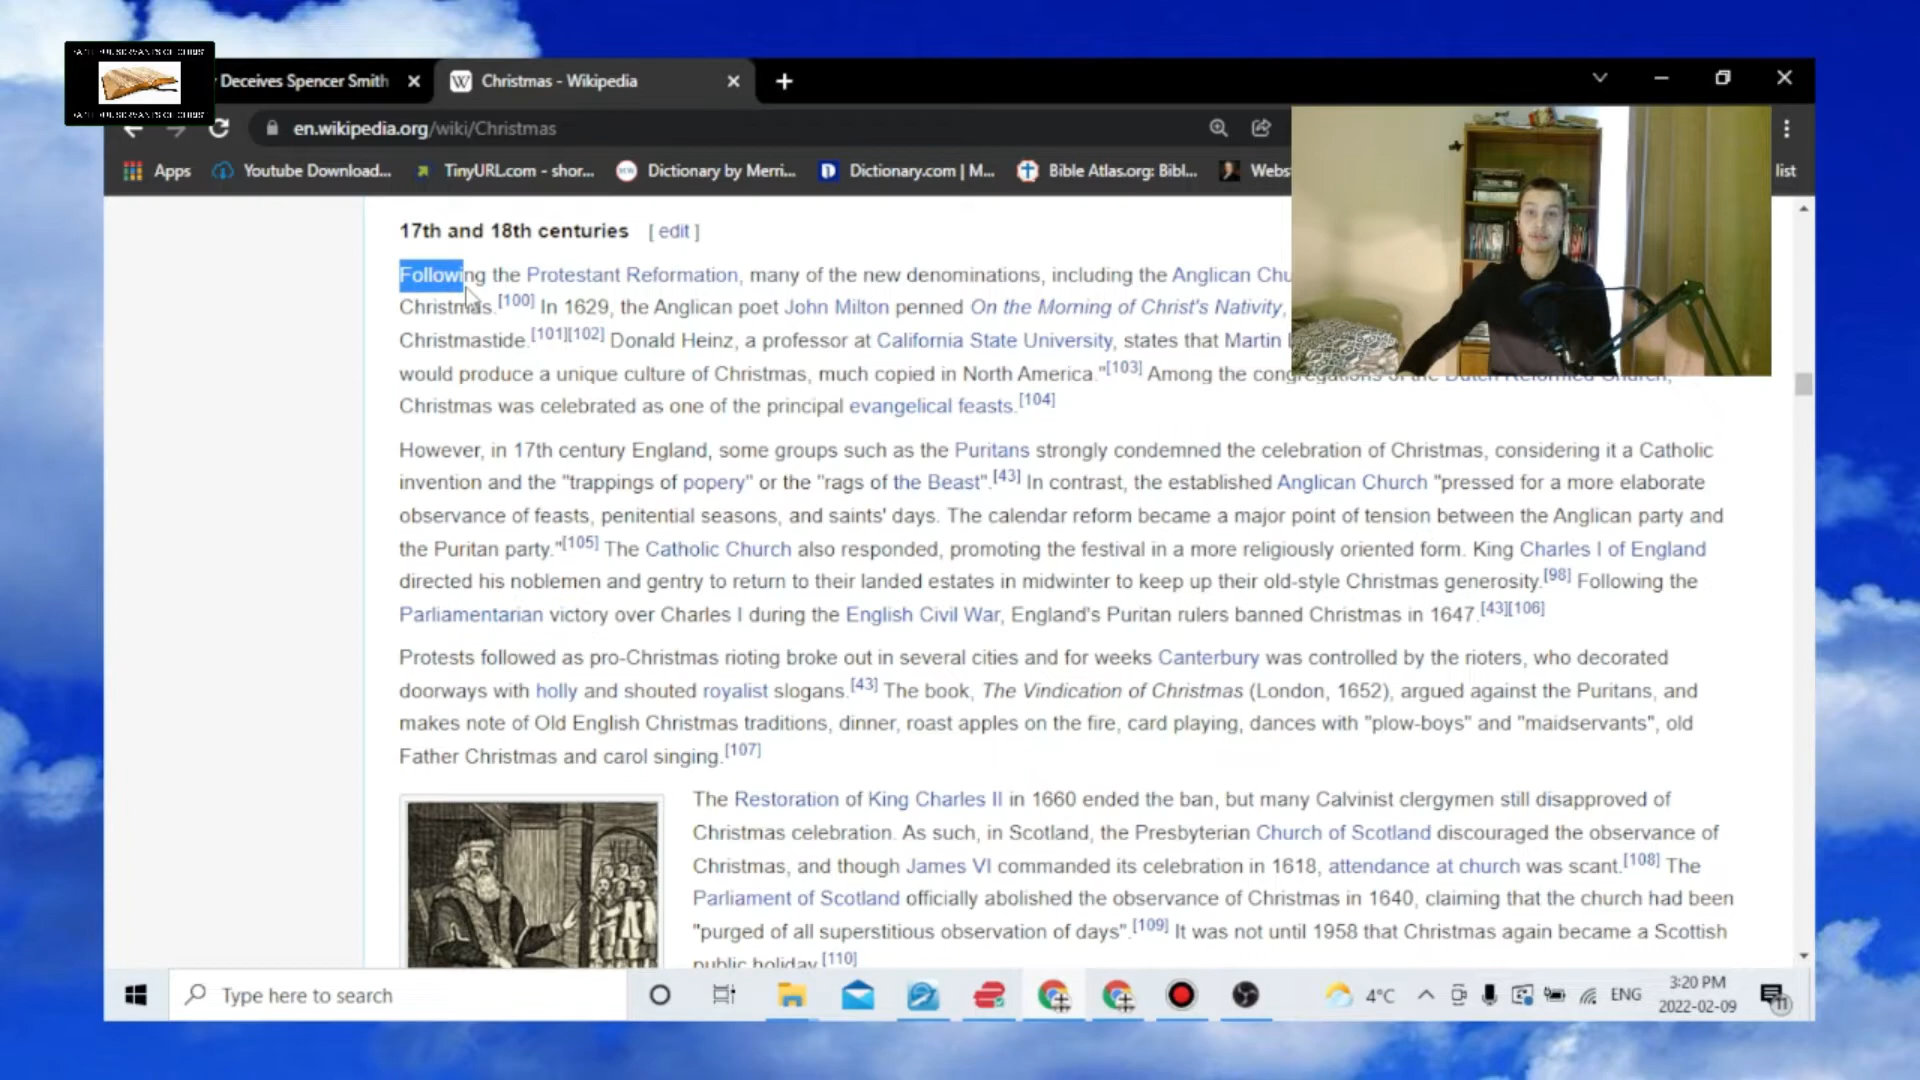 FAITHFUL SERVANTS OF CHRIST
FAITHFUL SERVANTS OF CHRIST
Deceives Spencer Smith
W Christmas - Wikipedia
en.wikipedia.org/wiki/Christmas
Apps Youtube Download... TinyURL.com - shor... Dictionary by Merri... Dictionary.com | M... Bible Atlas.org: Bibl... Webs list
17th and 18th centuries [ edit ]
Following the Protestant Reformation, many of the new denominations, including the Anglican Chu
Christmas.[100] In 1629, the Anglican poet John Milton penned On the Morning of Christ's Nativity,
Christmastide.[101][102] Donald Heinz, a professor at California State University, states that Martin
would produce a unique culture of Christmas, much copied in North America."[103] Among the congregations of the Dutch Reformed Church,
Christmas was celebrated as one of the principal evangelical feasts.[104]
However, in 17th century England, some groups such as the Puritans strongly condemned the celebration of Christmas, considering it a Catholic
invention and the "trappings of popery" or the "rags of the Beast".[43] In contrast, the established Anglican Church "pressed for a more elaborate
observance of feasts, penitential seasons, and saints' days. The calendar reform became a major point of tension between the Anglican party and
the Puritan party."[105] The Catholic Church also responded, promoting the festival in a more religiously oriented form. King Charles I of England
directed his noblemen and gentry to return to their landed estates in midwinter to keep up their old-style Christmas generosity.[98] Following the
Parliamentarian victory over Charles I during the English Civil War, England's Puritan rulers banned Christmas in 1647.[43][106]
Protests followed as pro-Christmas rioting broke out in several cities and for weeks Canterbury was controlled by the rioters, who decorated
doorways with holly and shouted royalist slogans.[43] The book, The Vindication of Christmas (London, 1652), argued against the Puritans, and
makes note of Old English Christmas traditions, dinner, roast apples on the fire, card playing, dances with "plow-boys" and "maidservants", old
Father Christmas and carol singing.[107]
The Restoration of King Charles II in 1660 ended the ban, but many Calvinist clergymen still disapproved of
Christmas celebration. As such, in Scotland, the Presbyterian Church of Scotland discouraged the observance of
Christmas, and though James VI commanded its celebration in 1618, attendance at church was scant.[108] The
Parliament of Scotland officially abolished the observance of Christmas in 1640, claiming that the church had been
"purged of all superstitious observation of days".[109] It was not until 1958 that Christmas again became a Scottish
public holiday.[110]
Type here to search
4°C
ENG
3:20 PM
2022-02-09
11